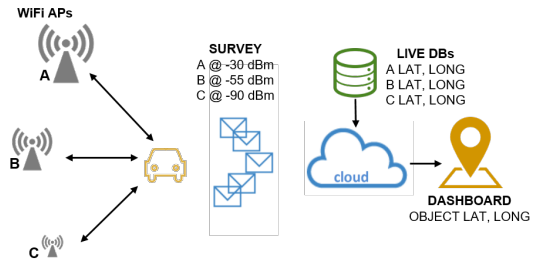 WiFi APs
A
B
C
SURVEY
A @ -30 dBm
B @ -55 dBm
C @ -90 dBm
LIVE DBs
A LAT, LONG
B LAT, LONG
C LAT, LONG
cloud
DASHBOARD
OBJECT LAT, LONG